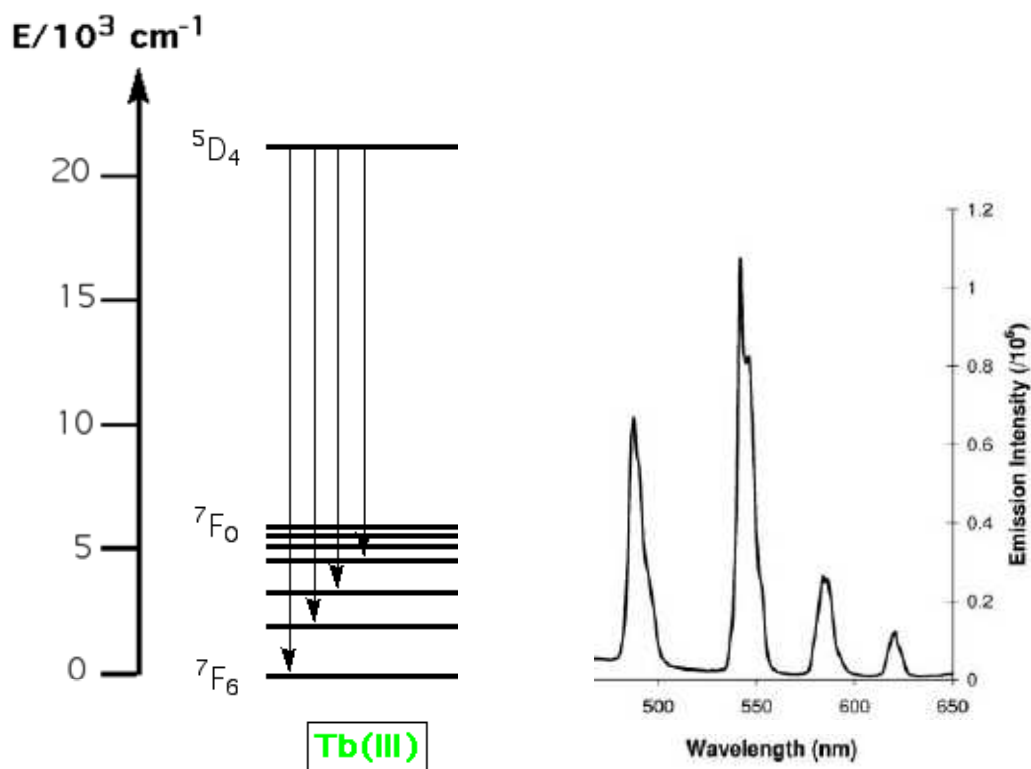 E/10³ cm⁻¹
⁵D₄
20
15
10
⁷F₀
5
0
⁷F₆
Tb(III)
1.2
1
0.8
0.6
0.4
0.2
0
Emission Intensity (/10⁶)
500
550
600
650
Wavelength (nm)